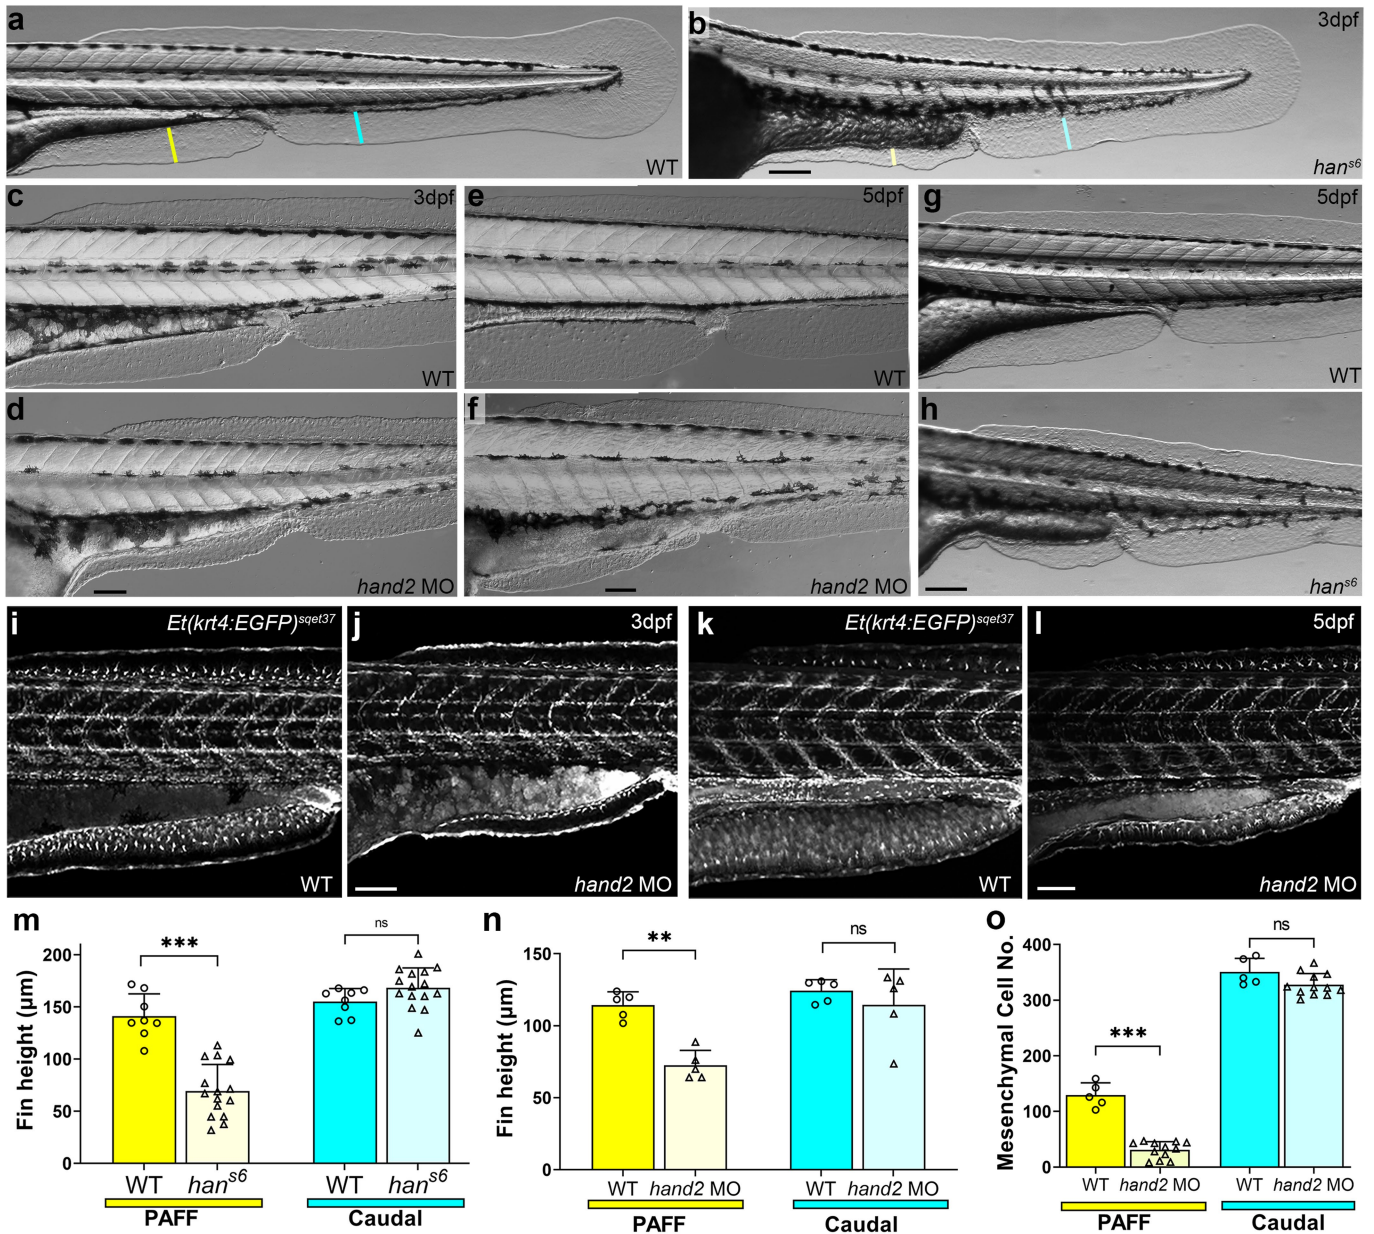 a
WT
b
3dpf
han^s6
c
3dpf
WT
e
5dpf
WT
g
5dpf
WT
d
hand2 MO
f
hand2 MO
h
han^s6
i
Et(krt4:EGFP)^sqet37
WT
j
3dpf
hand2 MO
k
Et(krt4:EGFP)^sqet37
WT
l
5dpf
hand2 MO
m
Fin height (µm)
200
150
100
50
0
***
ns
WT han^s6 WT han^s6
PAFF Caudal
n
Fin height (µm)
150
100
50
0
**
ns
WT hand2 MO WT hand2 MO
PAFF Caudal
o
Mesenchymal Cell No.
400
300
200
100
0
***
ns
WT hand2 MO WT hand2 MO
PAFF Caudal